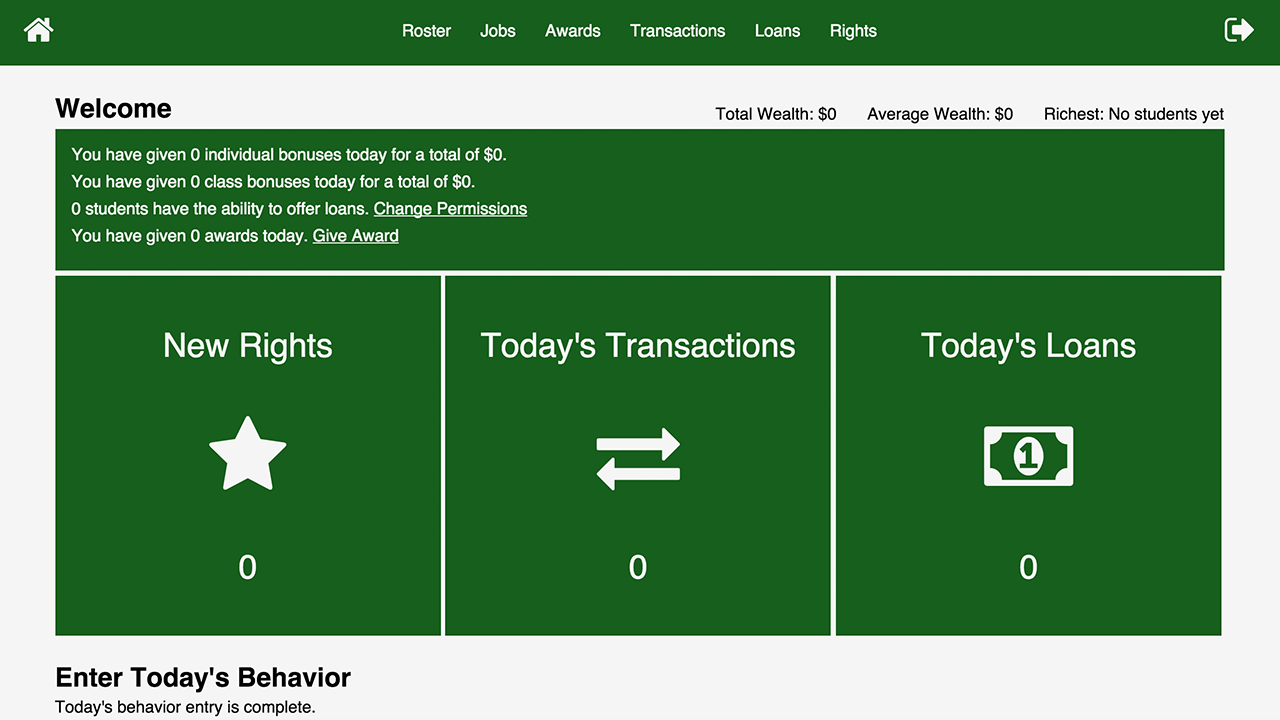 Roster Jobs Awards Transactions Loans Rights
Welcome
Total Wealth: $0 Average Wealth: $0 Richest: No students yet
You have given 0 individual bonuses today for a total of $0.
You have given 0 class bonuses today for a total of $0.
0 students have the ability to offer loans. Change Permissions
You have given 0 awards today. Give Award
New Rights
0
Today's Transactions
0
Today's Loans
1
0
Enter Today's Behavior
Today's behavior entry is complete.